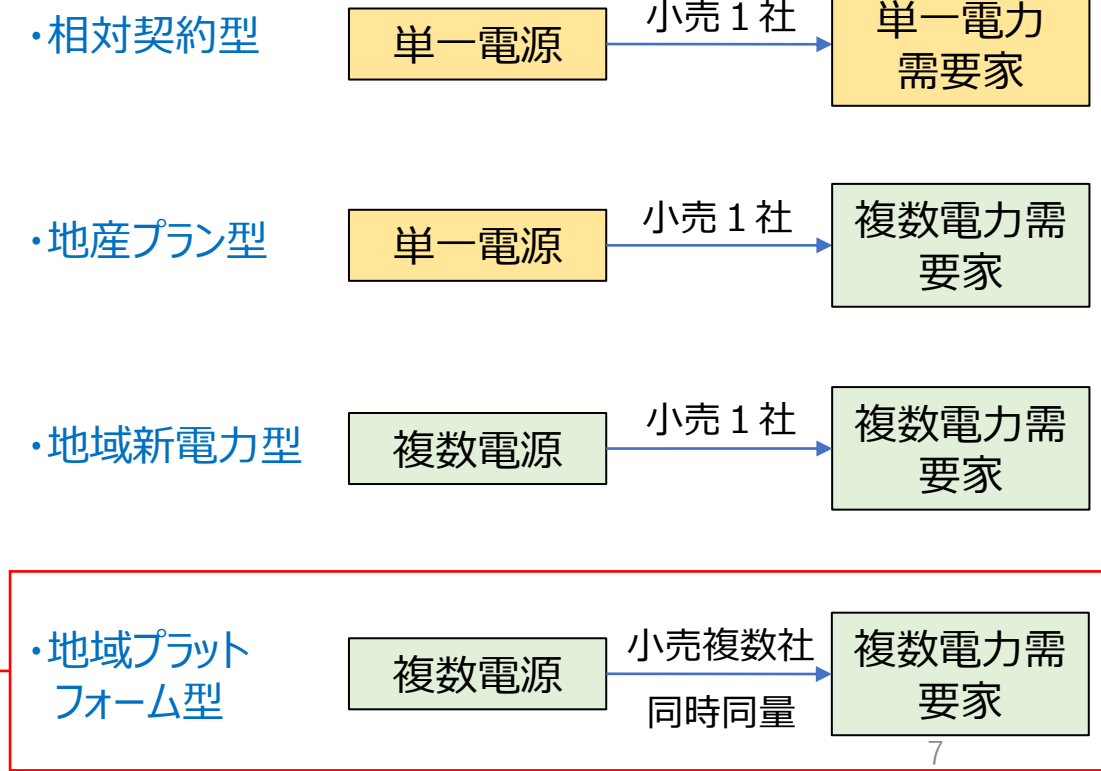 ・相対契約型
単一電源
小売１社
単一電力
需要家
・地産プラン型
単一電源
小売１社
複数電力需
要家
・地域新電力型
複数電源
小売１社
複数電力需
要家
・地域プラット
フォーム型
複数電源
小売複数社
同時同量
複数電力需
要家
7